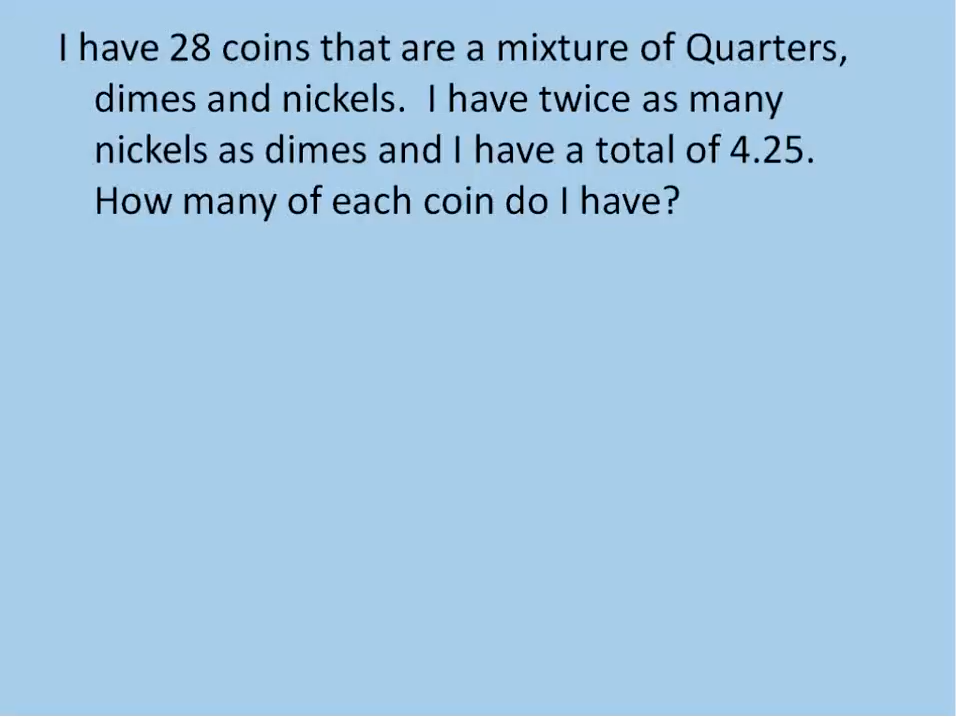 I have 28 coins that are a mixture of Quarters,
dimes and nickels.  I have twice as many
nickels as dimes and I have a total of 4.25.
How many of each coin do I have?